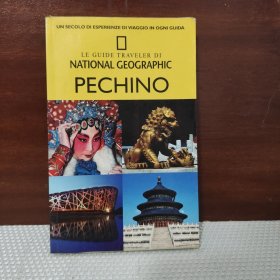 UN SECOLO DI ESPERIENZE DI VIAGGIO IN OGNI GUIDA
LE GUIDE TRAVELER DI
NATIONAL GEOGRAPHIC
PECHINO